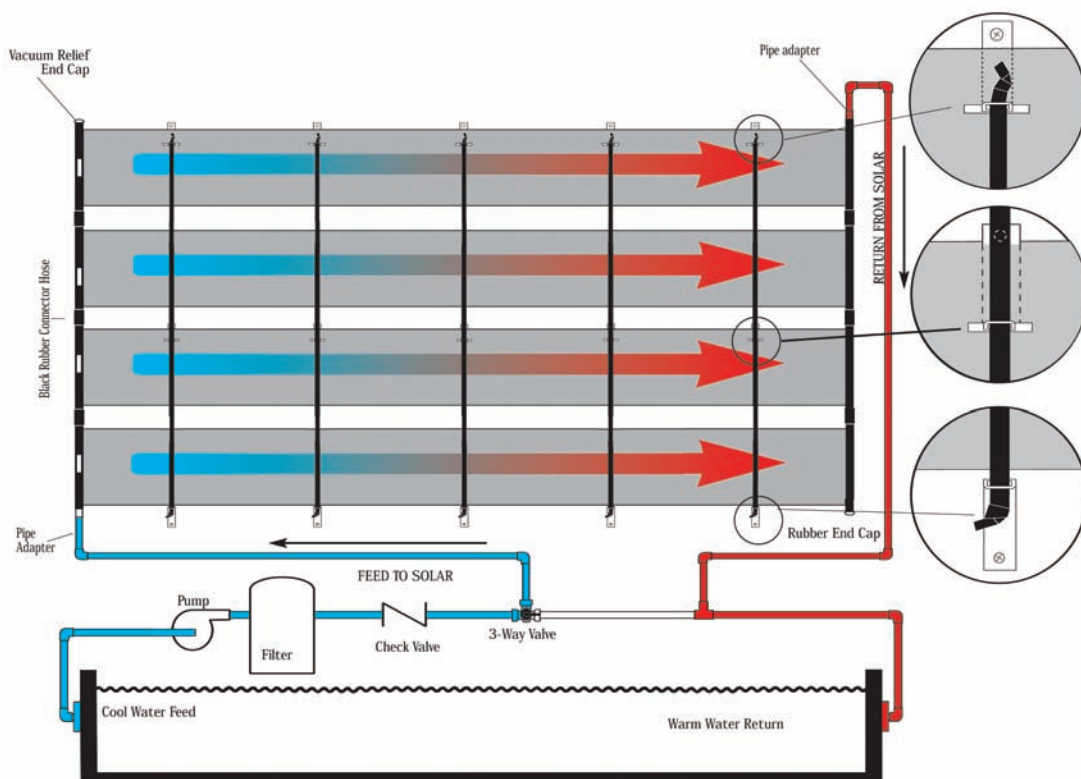 Vacuum Relief
End Cap
Pipe adapter
RETURN FROM SOLAR
Black Rubber Connector Hose
Pipe
Adapter
Rubber End Cap
FEED TO SOLAR
Pump
3-Way Valve
Check Valve
Filter
Cool Water Feed
Warm Water Return